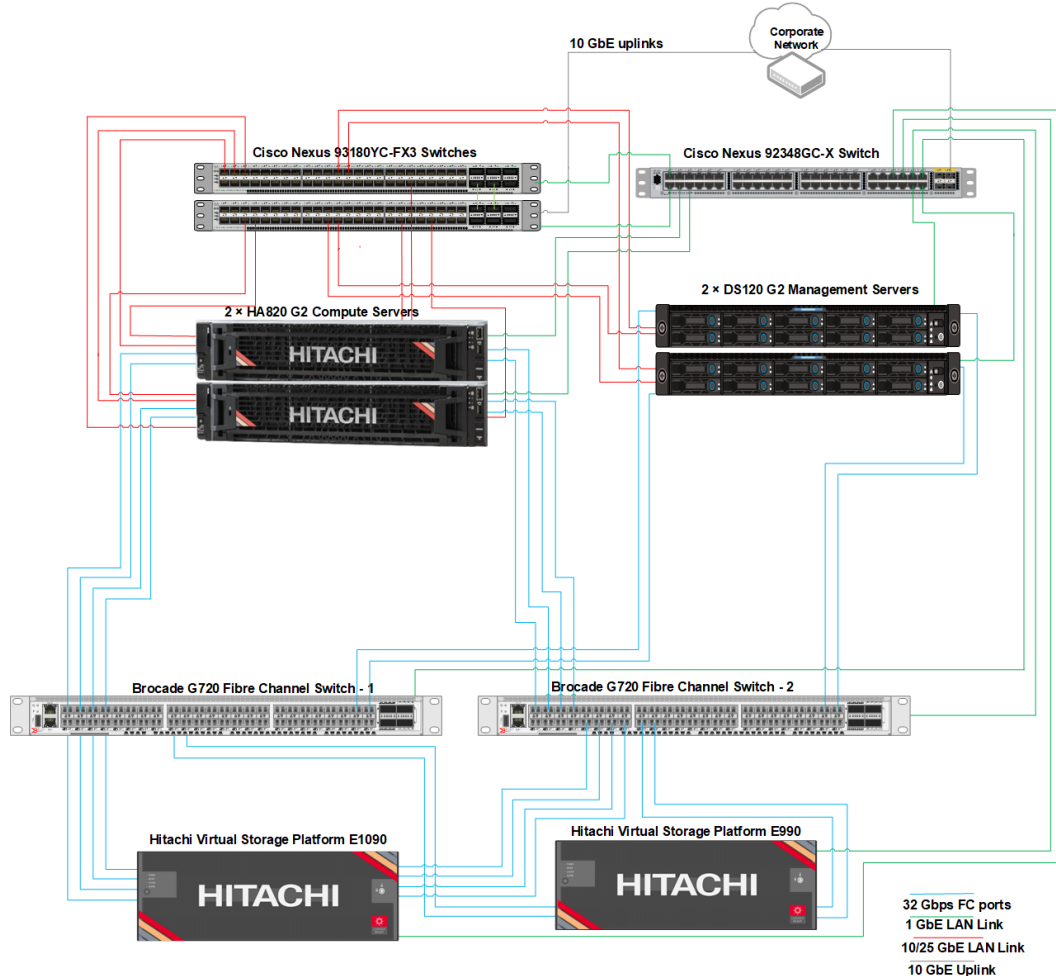 Corporate
Network
10 GbE uplinks
Cisco Nexus 93180YC-FX3 Switches
Cisco Nexus 92348GC-X Switch
2 × HA820 G2 Compute Servers
2 × DS120 G2 Management Servers
HITACHI
HITACHI
Brocade G720 Fibre Channel Switch - 1
Brocade G720 Fibre Channel Switch - 2
Hitachi Virtual Storage Platform E1090
Hitachi Virtual Storage Platform E990
HITACHI
HITACHI
32 Gbps FC ports
1 GbE LAN Link
10/25 GbE LAN Link
10 GbE Uplink